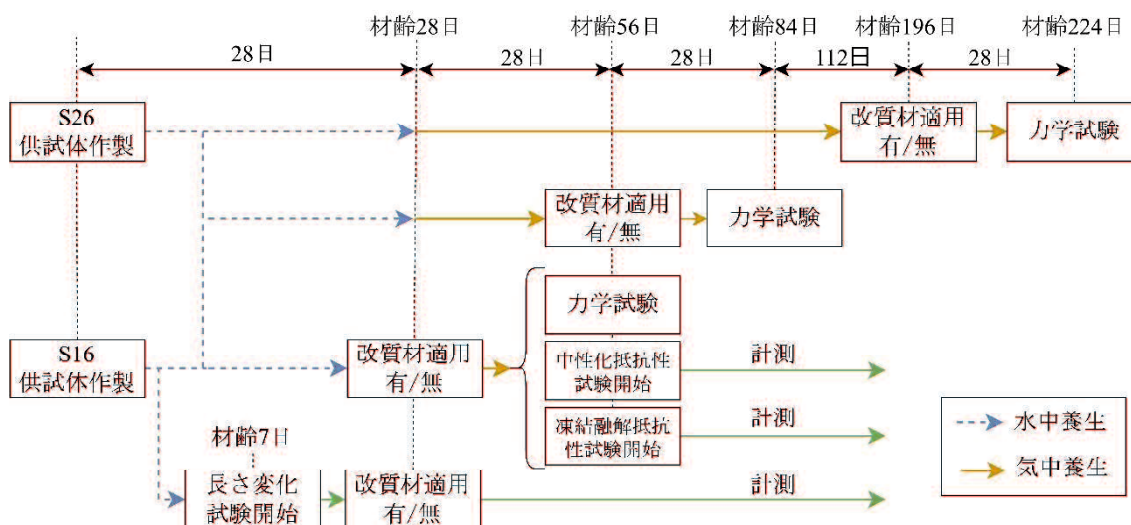 材齢28日
材齢56日
材齢84日
材齢196日
材齢224日
28日
28日
28日
112日
28日
S26
供試体作製
改質材適用
有/無
力学試験
改質材適用
有/無
力学試験
力学試験
S16
供試体作製
改質材適用
有/無
中性化抵抗性
試験開始
計測
凍結融解抵抗
性試験開始
計測
材齢7日
長さ変化
試験開始
改質材適用
有/無
計測
水中養生
気中養生